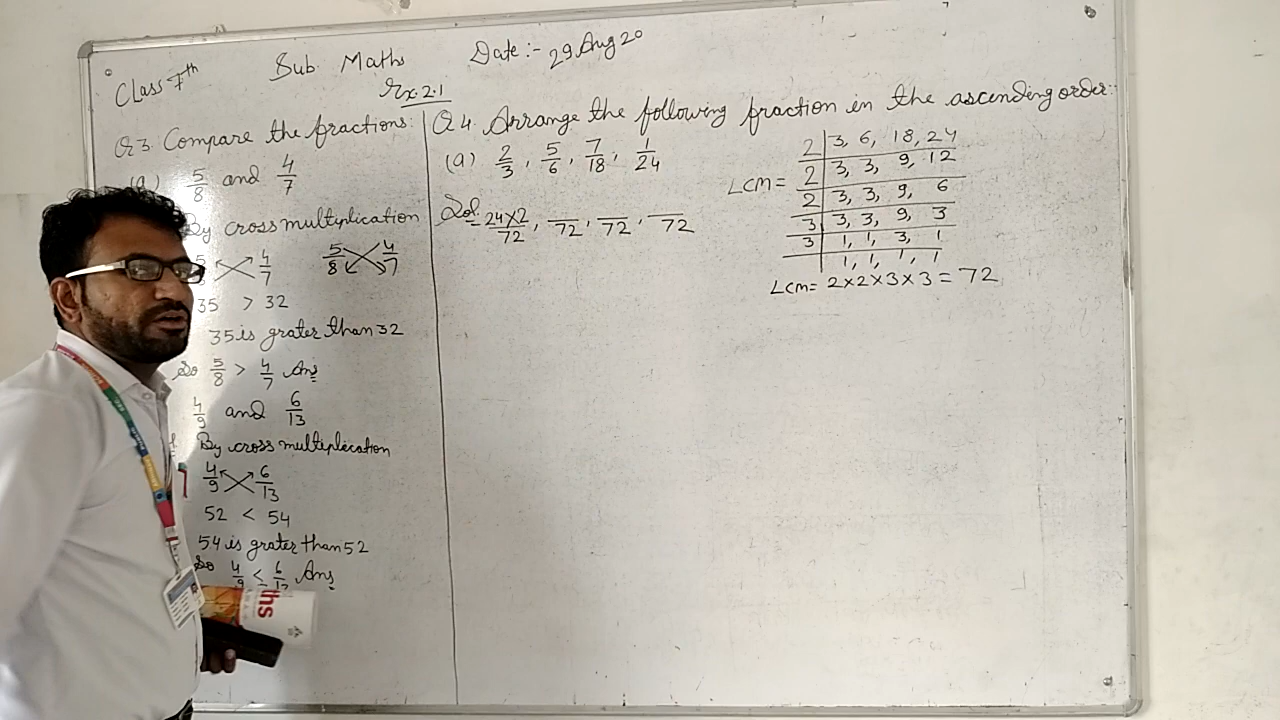 Class 7th Sub. Maths Date:- 29 Aug 20
Ex. 2.1
Q3. Compare the fractions:
(a) 5/8 and 4/7
By cross multiplication
4/7 5/8 4/7
35 > 32
35 is grater than 32
So 5/8 > 4/7 Ans
4/9 and 6/13
By cross multiplication
4/9 6/13
52 < 54
54 is grater than 52
So 4/9 < 6/13 Ans
Q4. Arrange the following fraction in the ascending order:
(a) 2/3, 5/6, 7/18, 1/24
Sol. = 24×2/72, /72, /72, /72
LCM =
2 | 3, 6, 18, 24
2 | 3, 3, 9, 12
2 | 3, 3, 9, 6
3 | 3, 3, 9, 3
3 | 1, 1, 3, 1
| 1, 1, 1, 1
LCM = 2×2×3×3 = 72
ths